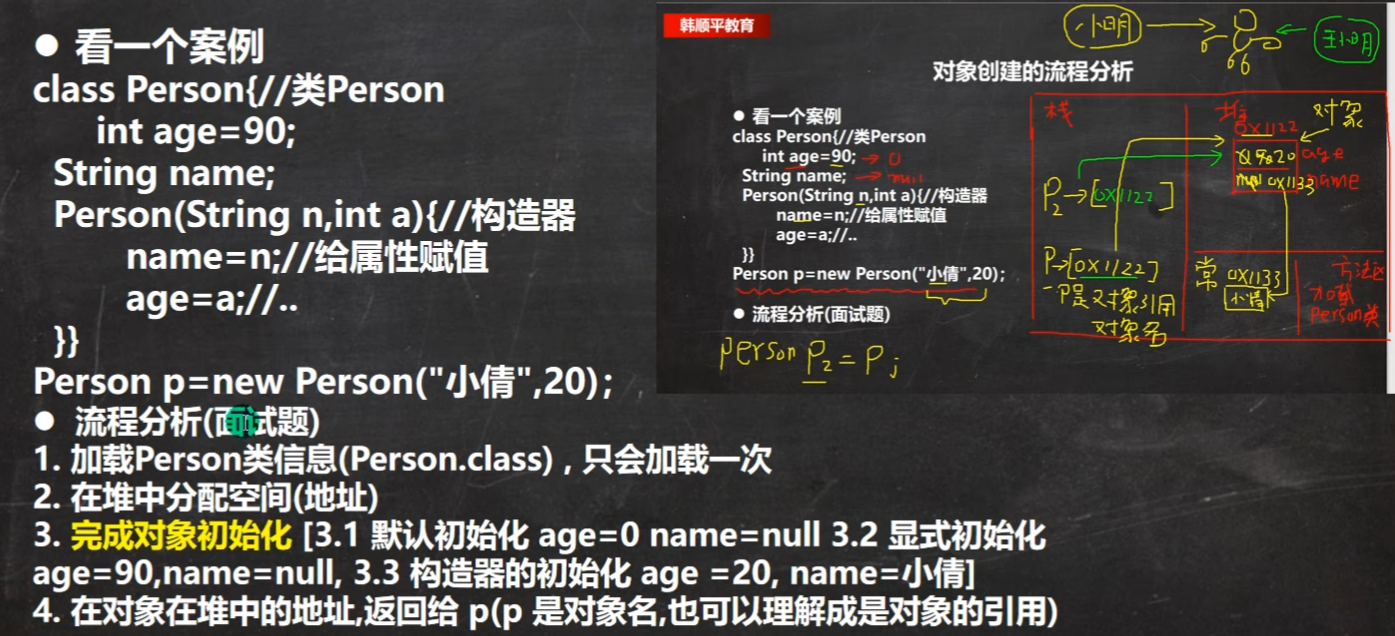 ● 看一个案例
class Person{//类Person
int age=90;
String name;
Person(String n,int a){//构造器
name=n;//给属性赋值
age=a;//..
}}
Person p=new Person("小倩",20);
● 流程分析(面试题)
1. 加载Person类信息(Person.class)，只会加载一次
2. 在堆中分配空间(地址)
3. 完成对象初始化 [3.1 默认初始化 age=0 name=null 3.2 显式初始化
age=90,name=null, 3.3 构造器的初始化 age =20, name=小倩]
4. 在对象在堆中的地址,返回给 p(p 是对象名,也可以理解成是对象的引用)
韩顺平教育
小明
王小明
对象创建的流程分析
● 看一个案例
class Person{//类Person
int age=90; → 0
String name; → null
Person(String n,int a){//构造器
name=n;//给属性赋值
age=a;//..
}}
Person p=new Person("小倩",20);
● 流程分析(面试题)
person p2 = p;
栈
堆
对象
0x1122
20 age
null 0x1133 name
p2→[0x1122]
p→[0x1122]
p是对象引用
对象名
常 0x1133
小倩
方法区
加载
Person类